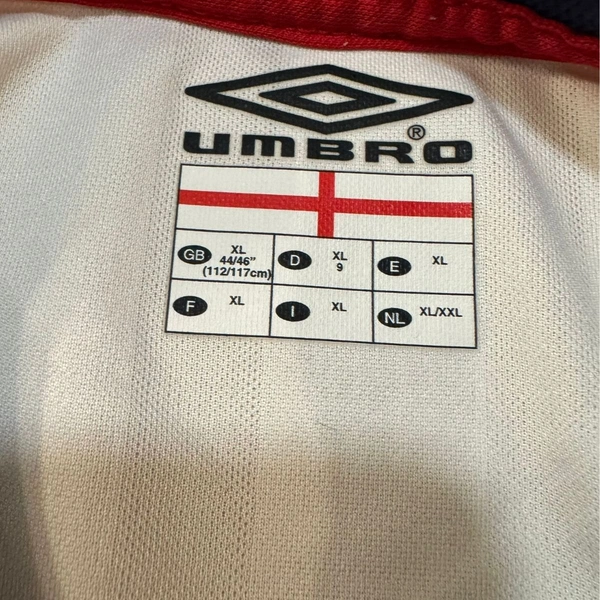 UMBRO®
GB XL
44/46"
(112/117cm)
D XL
9
E XL
F XL
I XL
NL XL/XXL